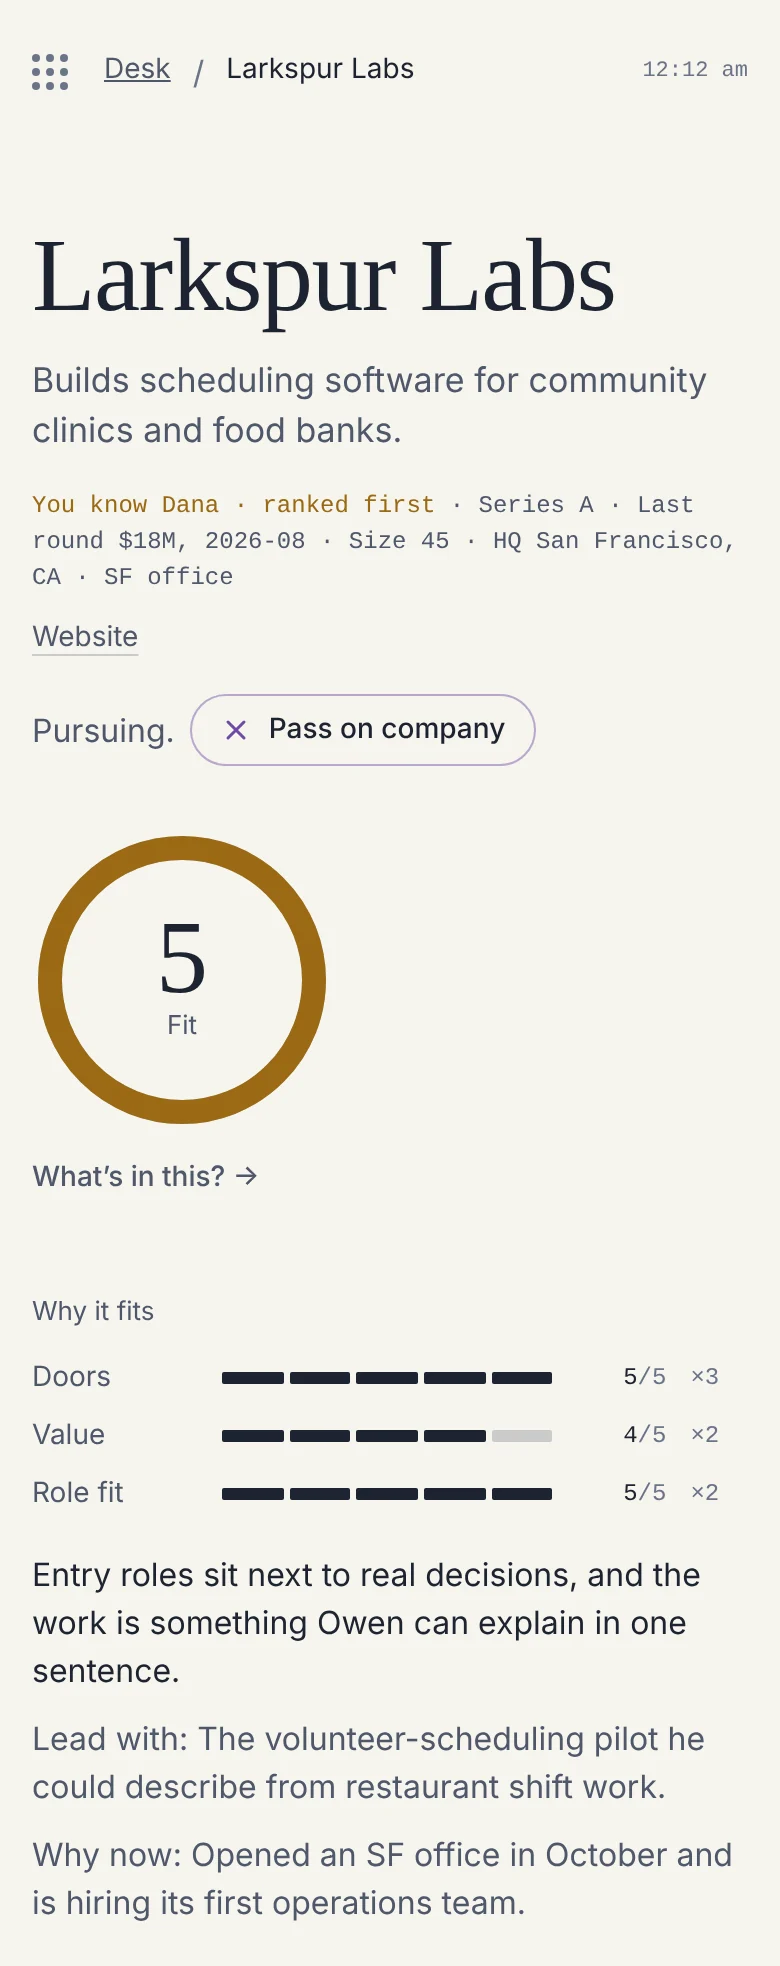 Desk / Larkspur Labs 12:12 am
Larkspur Labs
Builds scheduling software for community
clinics and food banks.
You know Dana · ranked first · Series A · Last
round $18M, 2026-08 · Size 45 · HQ San Francisco,
CA · SF office
Website
Pursuing. × Pass on company
5
Fit
What’s in this? →
Why it fits
Doors 5/5 ×3
Value 4/5 ×2
Role fit 5/5 ×2
Entry roles sit next to real decisions, and the
work is something Owen can explain in one
sentence.
Lead with: The volunteer-scheduling pilot he
could describe from restaurant shift work.
Why now: Opened an SF office in October and
is hiring its first operations team.